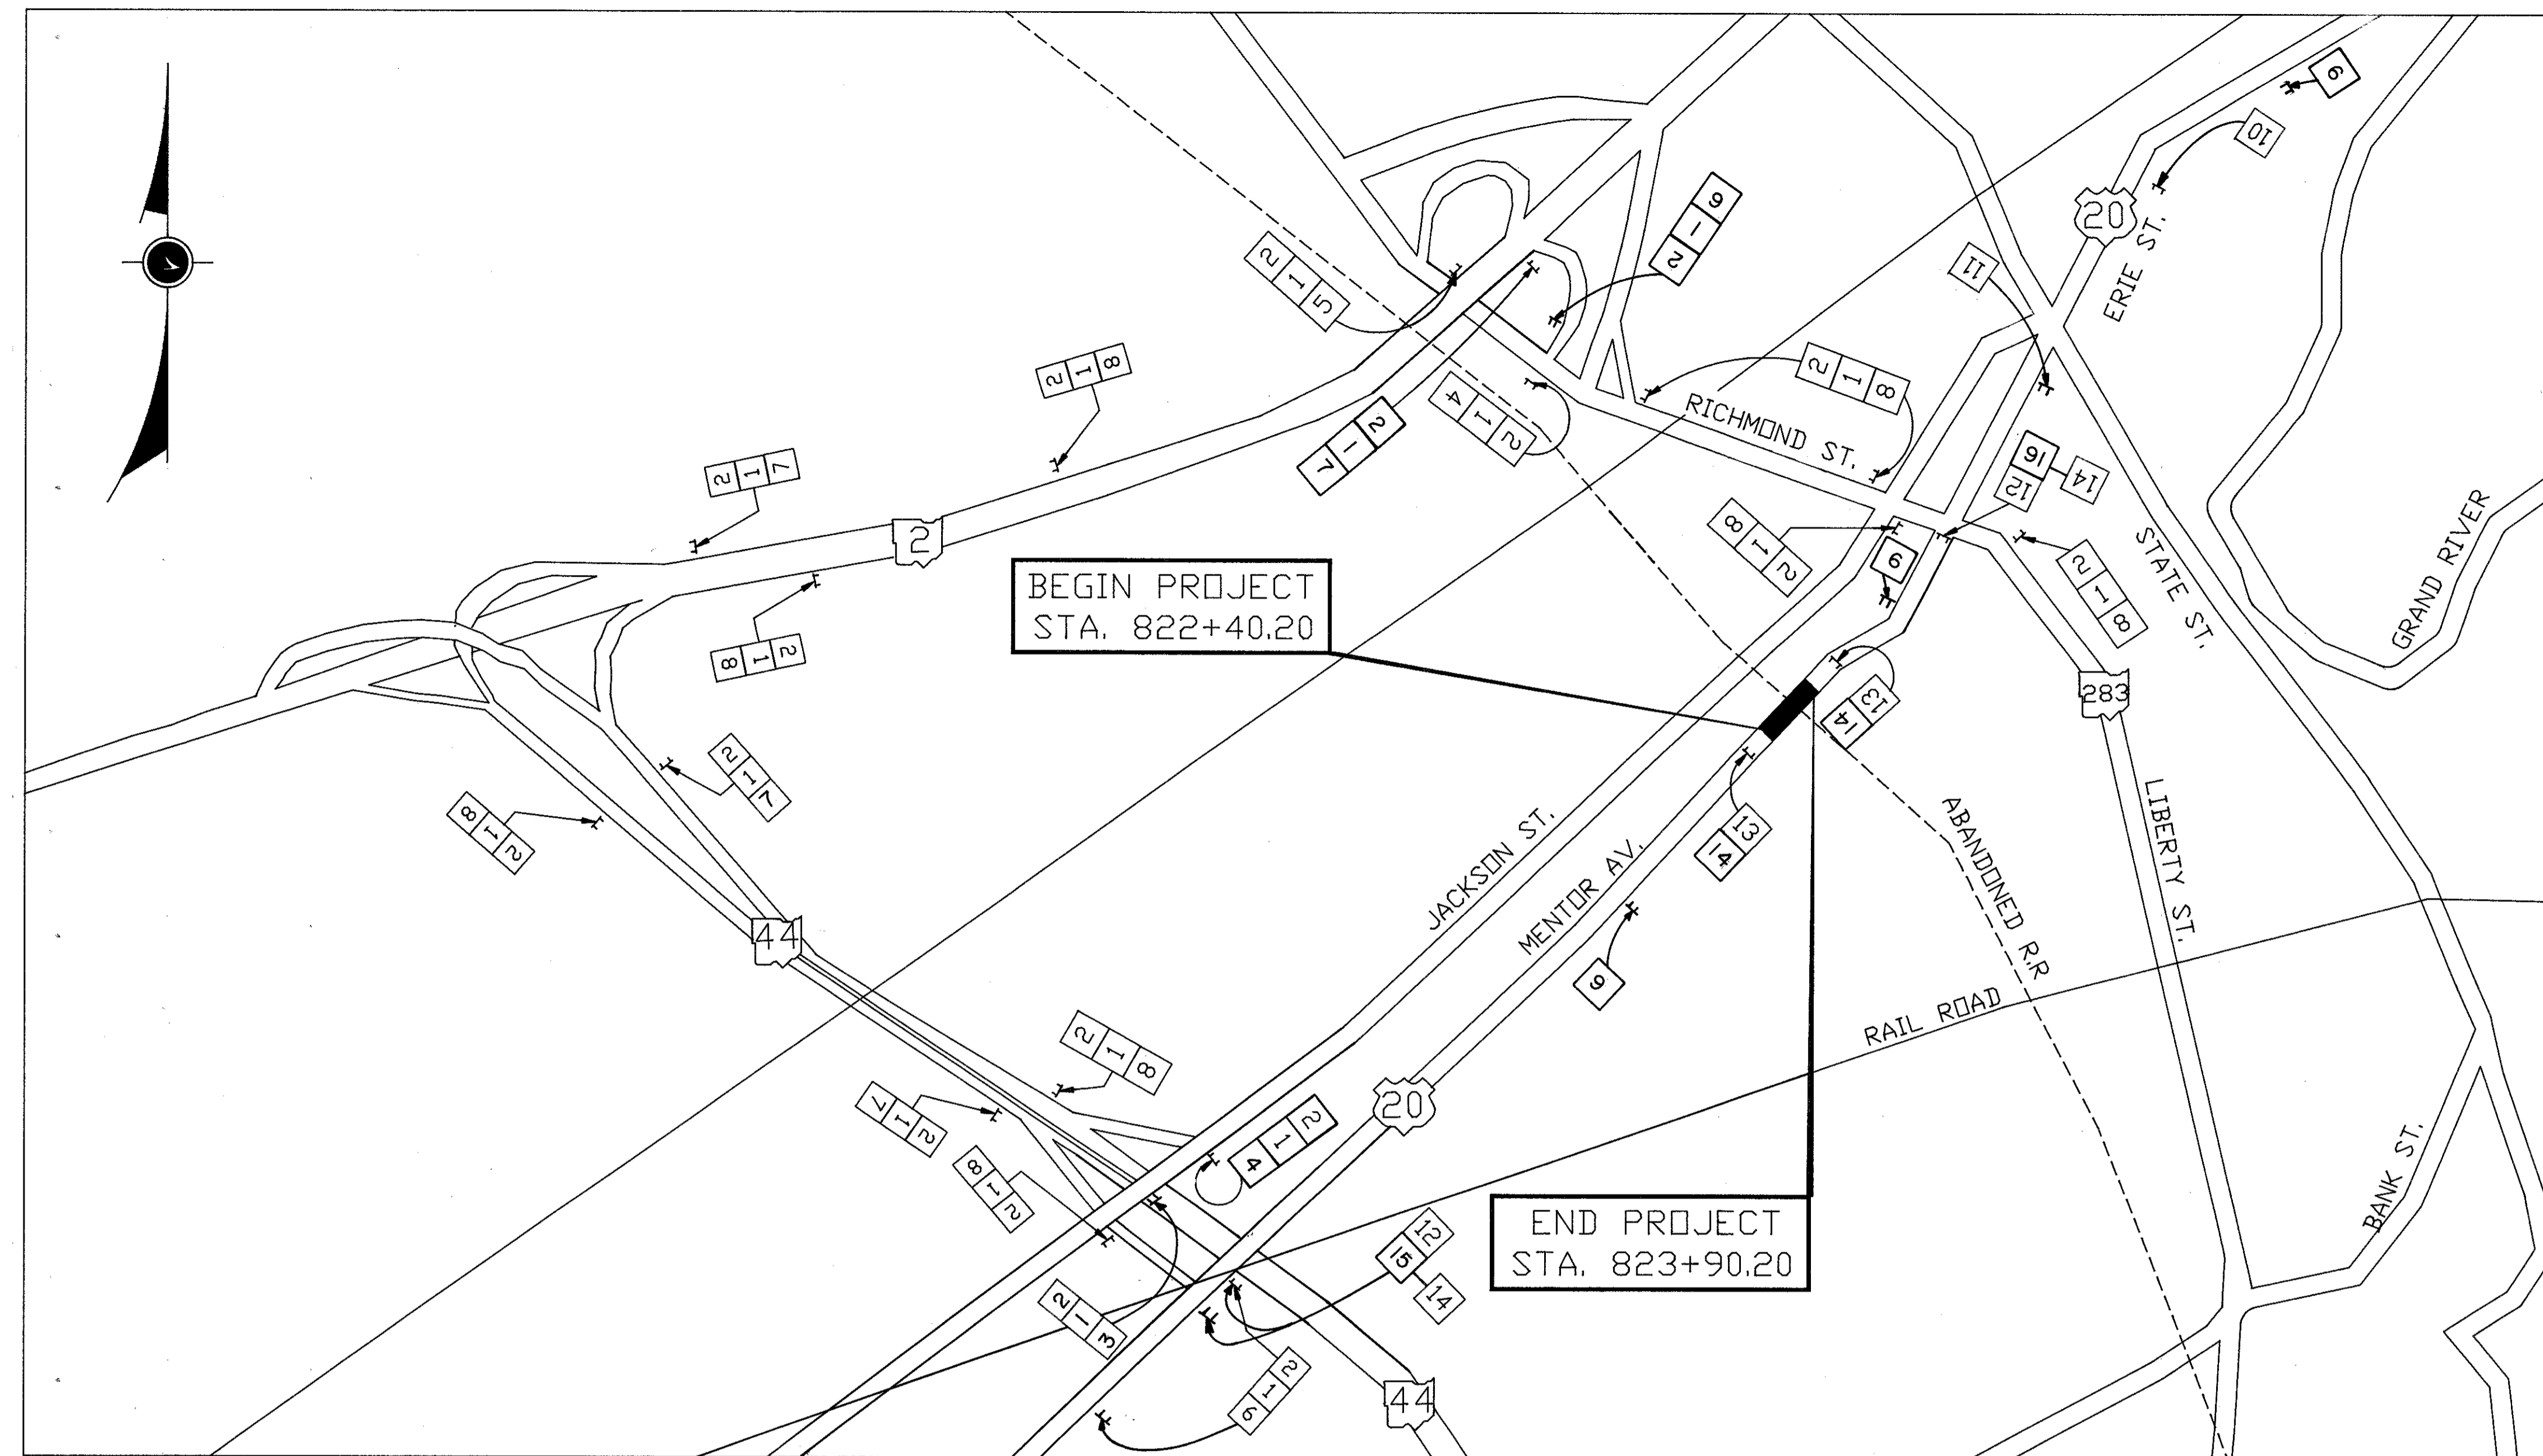 9
10
20
ERIE ST.
11
2 1 6
2 1 5
2 1 8
2 1 8
RICHMOND ST.
2 1 4
2 1 7
2 1 7
2
16
12
14
2 1 8
9
2 1 8
STATE ST.
GRAND RIVER
BEGIN PROJECT
STA. 822+40.20
2 1 8
283
13
14
2 1 7
2 1 8
13
14
JACKSON ST.
MENTOR AV.
ABANDONED R.R
LIBERTY ST.
44
9
RAIL ROAD
2 1 8
2 1 7
20
2 1 4
2 1 8
BANK ST.
END PROJECT
STA. 823+90.20
12
15
14
2 1 3
2 1 6
44